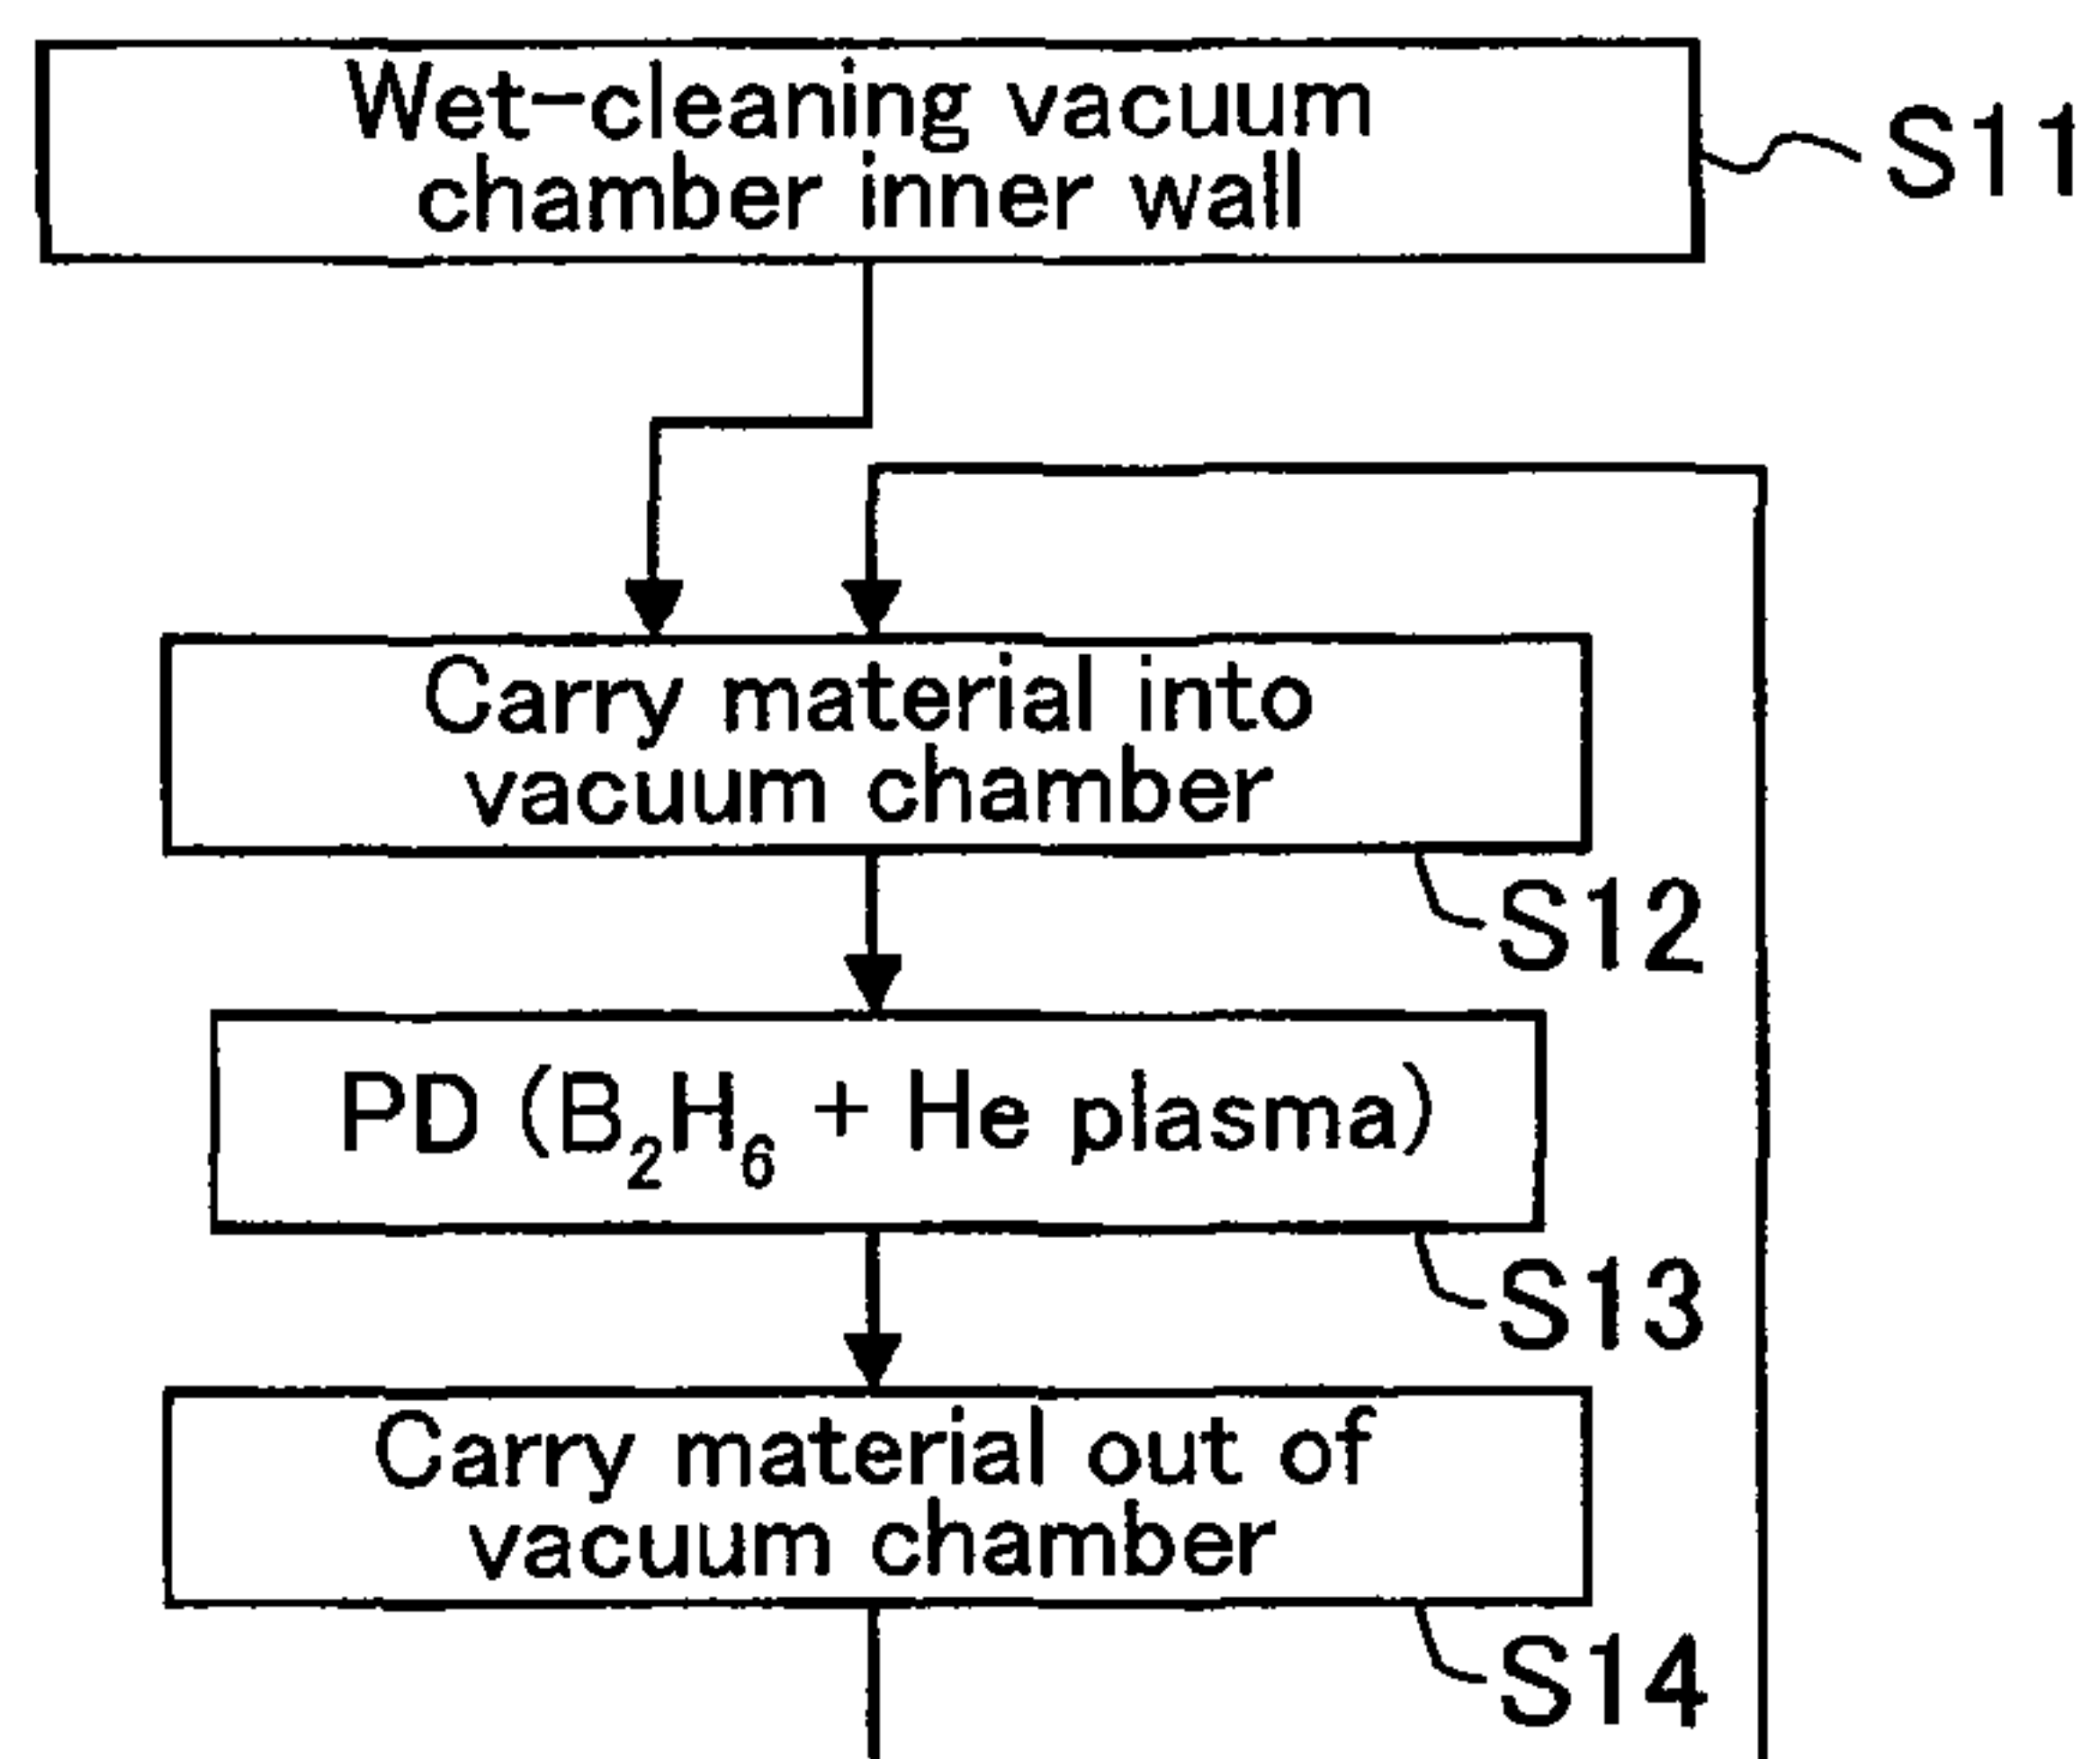 Wet-cleaning vacuum
chamber inner wall
S11
Carry material into
vacuum chamber
S12
PD (B₂H₆ + He plasma)
S13
Carry material out of
vacuum chamber
S14